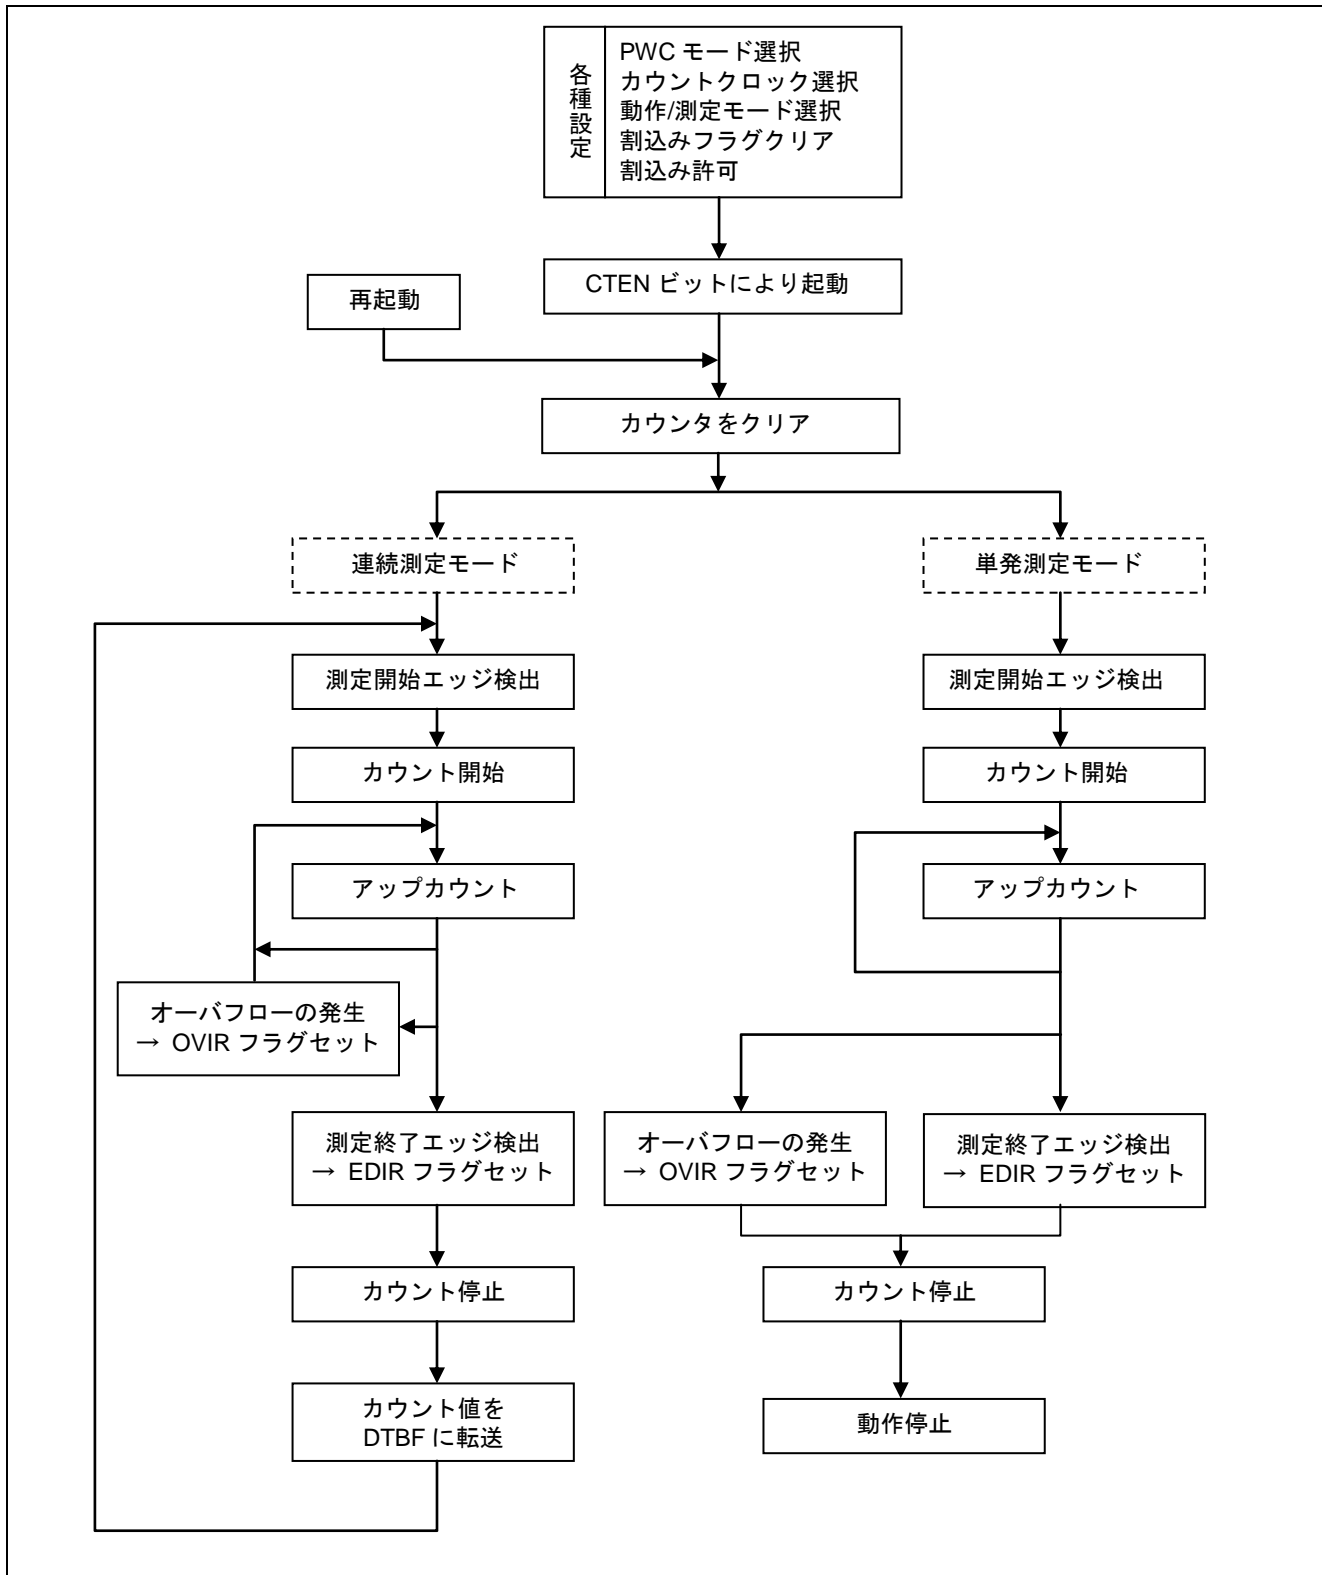 各種設定
PWC モード選択
カウントクロック選択
動作/測定モード選択
割込みフラグクリア
割込み許可
CTEN ビットにより起動
再起動
カウンタをクリア
連続測定モード
単発測定モード
測定開始エッジ検出
測定開始エッジ検出
カウント開始
カウント開始
アップカウント
アップカウント
オーバフローの発生
→ OVIR フラグセット
測定終了エッジ検出
→ EDIR フラグセット
オーバフローの発生
→ OVIR フラグセット
測定終了エッジ検出
→ EDIR フラグセット
カウント停止
カウント停止
カウント値を
DTBF に転送
動作停止